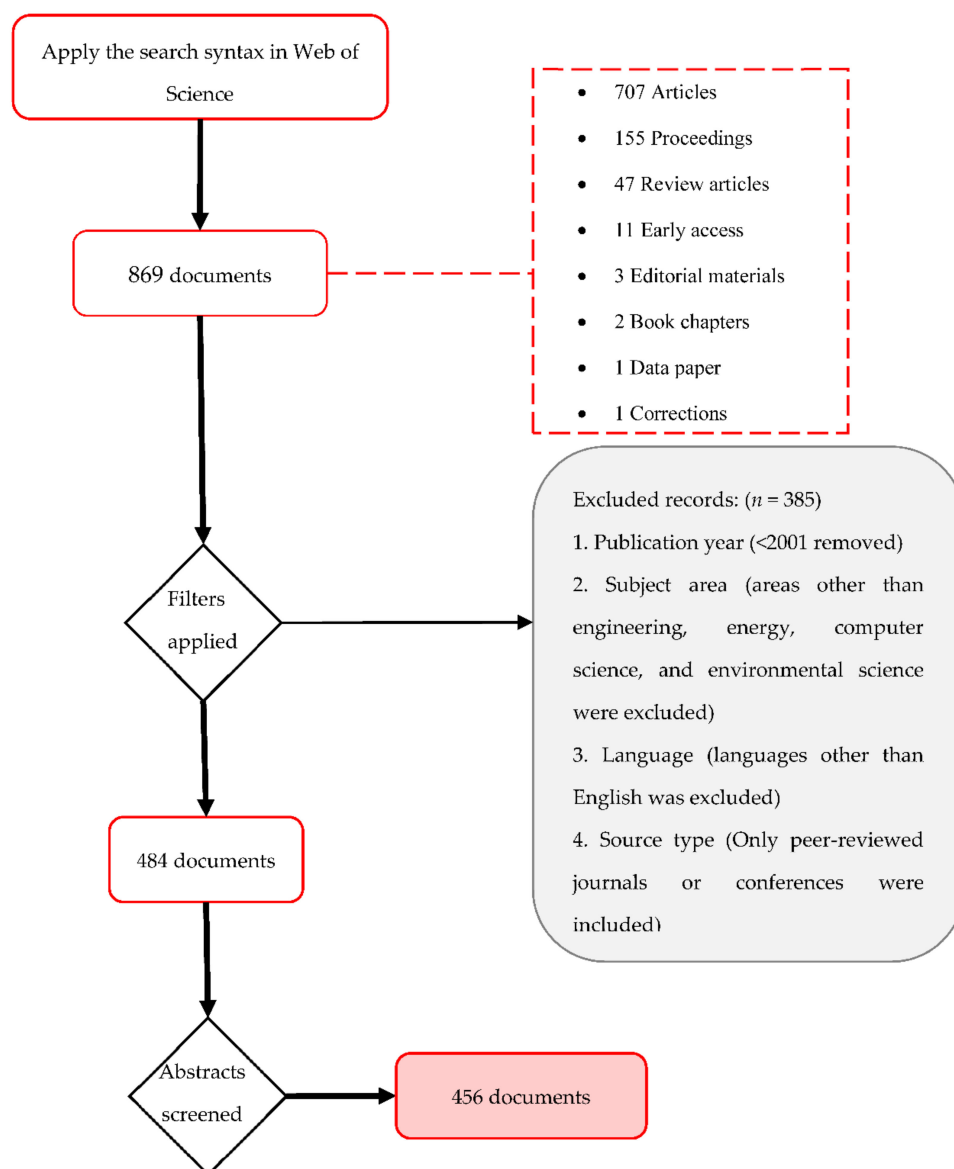 Apply the search syntax in Web of
Science
• 707 Articles
• 155 Proceedings
• 47 Review articles
• 11 Early access
• 3 Editorial materials
• 2 Book chapters
• 1 Data paper
• 1 Corrections
869 documents
Excluded records: (n = 385)
1. Publication year (<2001 removed)
2. Subject area (areas other than
engineering, energy, computer
science, and environmental science
were excluded)
3. Language (languages other than
English was excluded)
4. Source type (Only peer-reviewed
journals or conferences were
included)
Filters
applied
484 documents
Abstracts
screened
456 documents